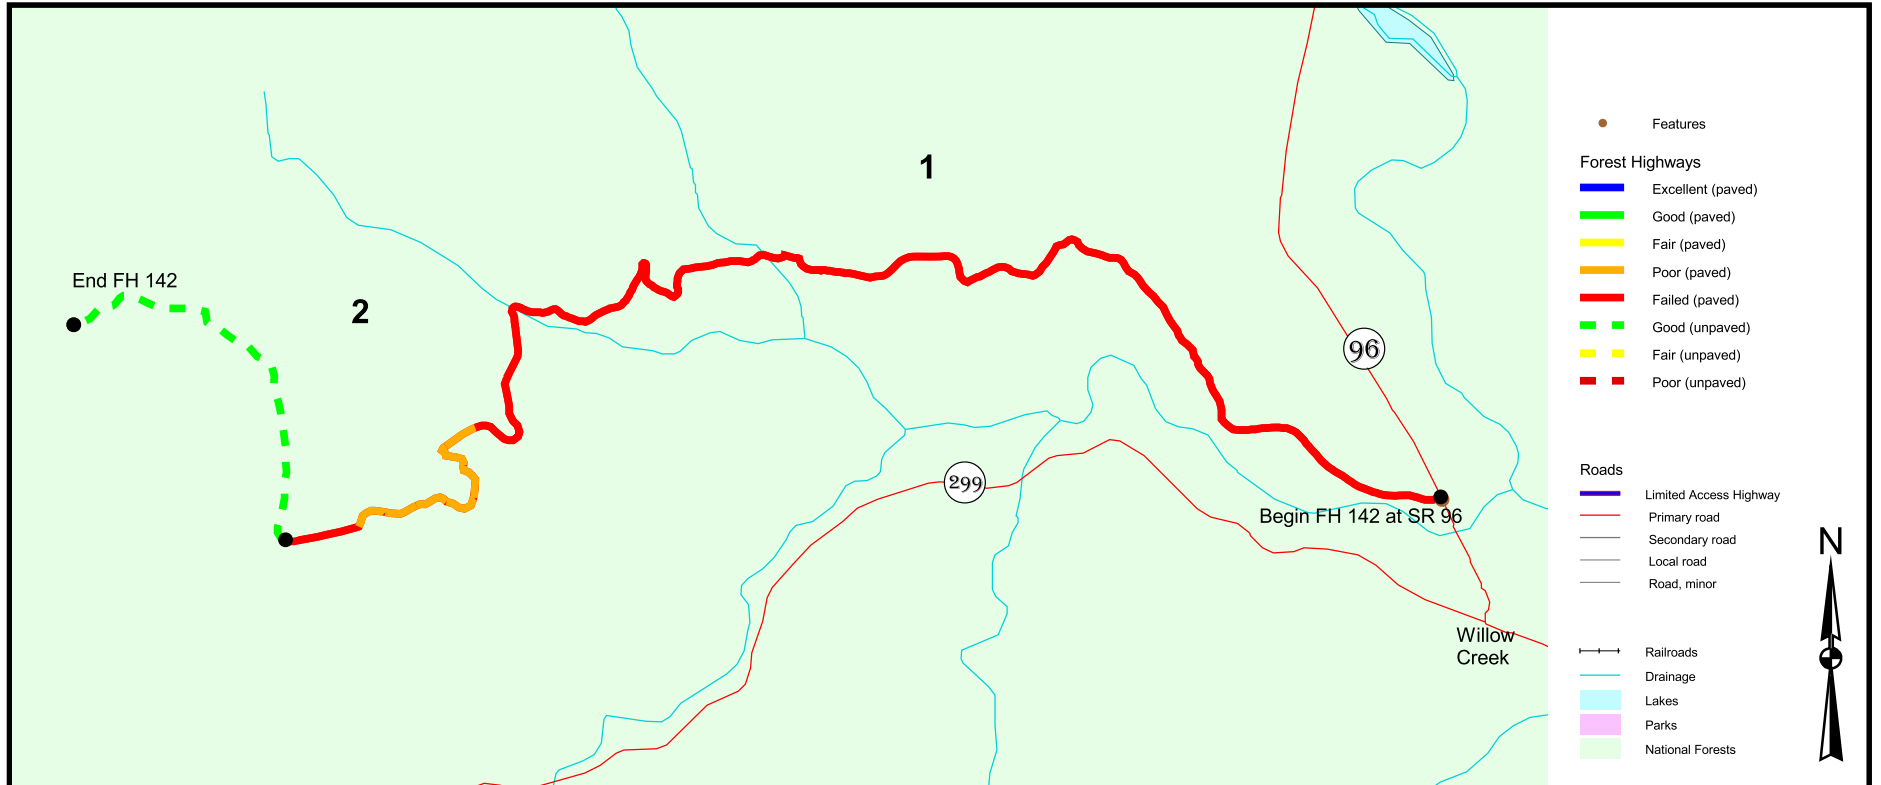 1
2
End FH 142
96
299
Begin FH 142 at SR 96
Willow
Creek
Features
Forest Highways
Excellent (paved)
Good (paved)
Fair (paved)
Poor (paved)
Failed (paved)
Good (unpaved)
Fair (unpaved)
Poor (unpaved)
Roads
Limited Access Highway
Primary road
Secondary road
Local road
Road, minor
N
Railroads
Drainage
Lakes
Parks
National Forests